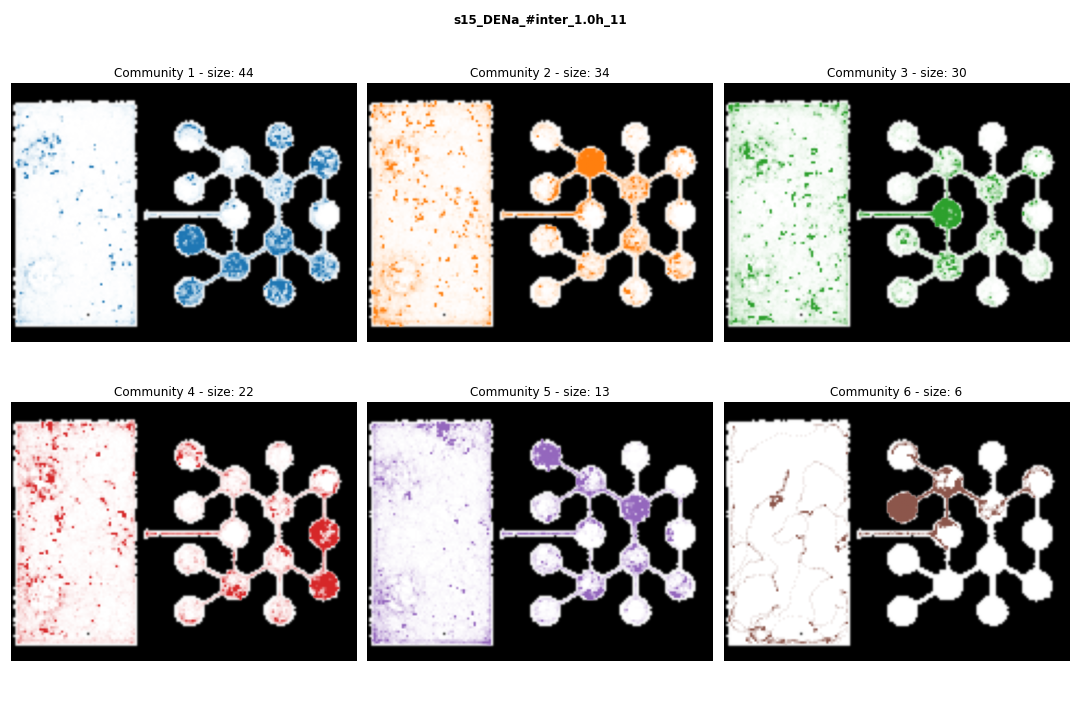 s15_DENa_#inter_1.0h_11
Community 1 - size: 44
Community 2 - size: 34
Community 3 - size: 30
Community 4 - size: 22
Community 5 - size: 13
Community 6 - size: 6